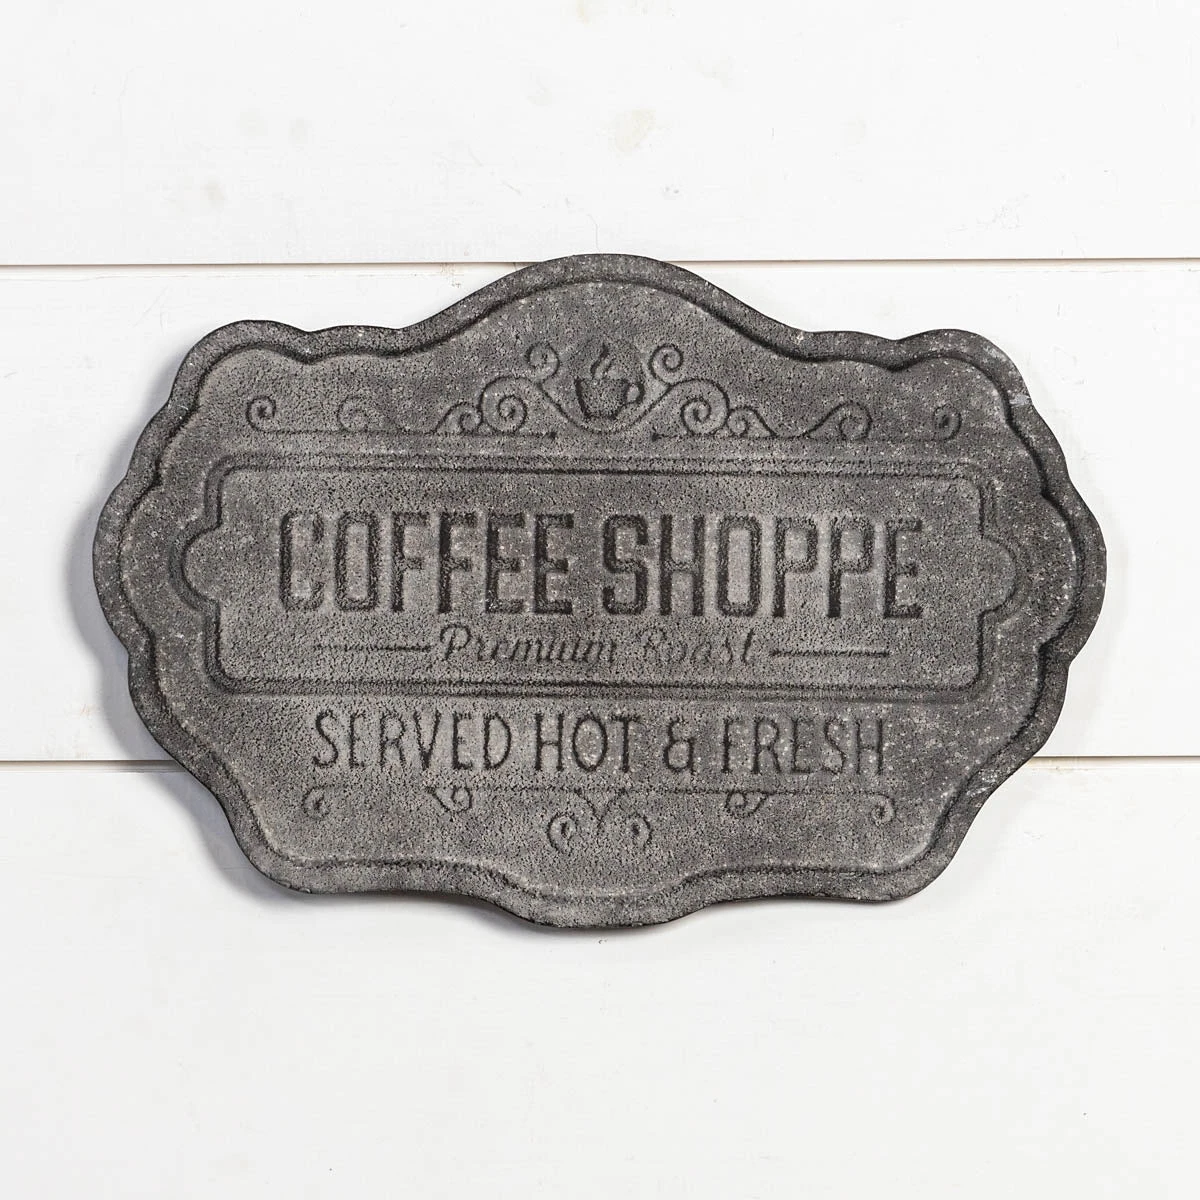 COFFEE SHOPPE
Premium Roast
SERVED HOT & FRESH